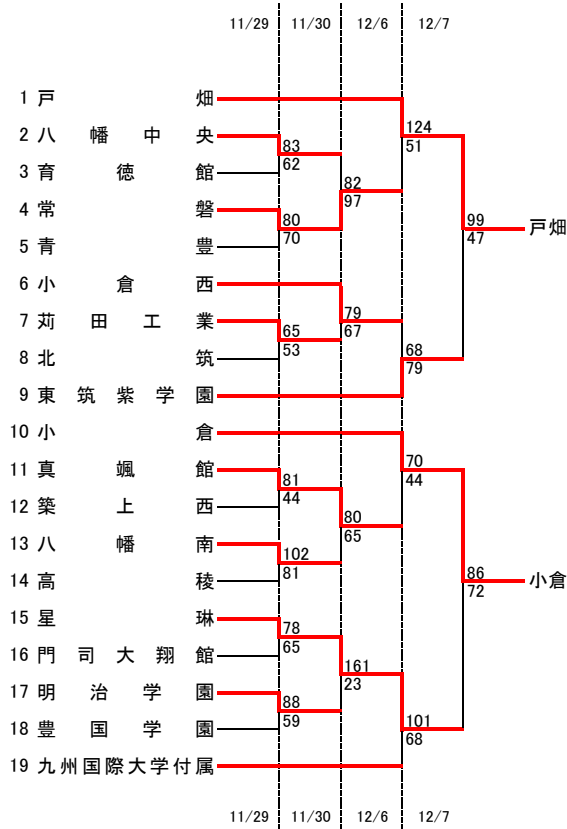 11/29 11/30 12/6 12/7
1 戸畑
124
2 八幡中央
83
51
3 育徳館
62
82
4 常磐
97
80
99
戸畑
5 青豊
70
47
6 小倉西
79
7 苅田工業
67
65
8 北筑
53
68
79
9 東筑紫学園
10 小倉
70
11 真颯館
81
44
12 築上西
44
80
13 八幡南
65
102
14 高稜
81
86
小倉
72
15 星琳
78
16 門司大翔館
65
161
17 明治学園
23
88
18 豊国学園
59
101
68
19 九州国際大学付属
11/29 11/30 12/6 12/7